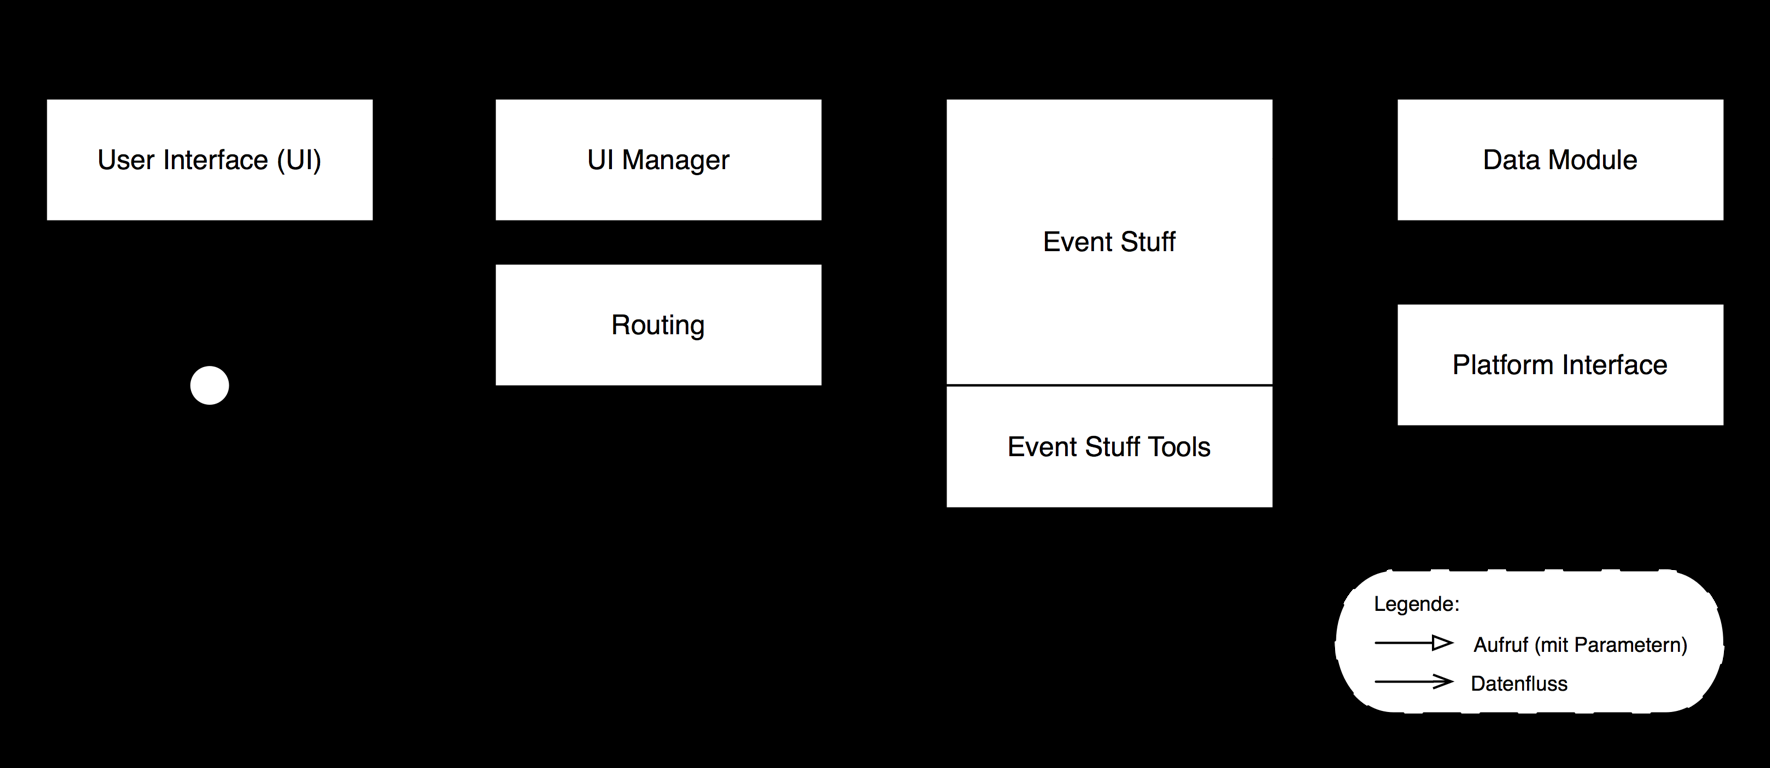 User Interface (UI)
UI Manager
Event Stuff
Data Module
Routing
Platform Interface
Event Stuff Tools
Legende:
Aufruf (mit Parametern)
Datenfluss